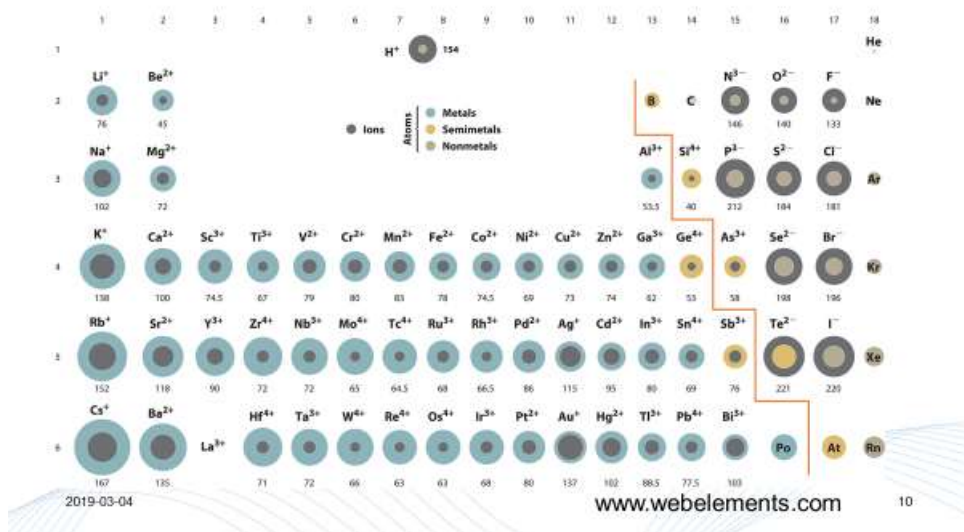 1 2 3 4 5 6 7 8 9 10 11 12 13 14 15 16 17 18
1 H⁺ 154 He
Li⁺ Be²⁺ N³⁻ O²⁻ F⁻
2 B C Ne
76 45 146 140 133
Ions
Atoms
Metals
Semimetals
Nonmetals
Na⁺ Mg²⁺ Al³⁺ Si⁴⁺ P³⁻ S²⁻ Cl⁻
3 Ar
102 72 53.5 40 212 184 181
K⁺ Ca²⁺ Sc³⁺ Ti³⁺ V²⁺ Cr²⁺ Mn²⁺ Fe²⁺ Co²⁺ Ni²⁺ Cu²⁺ Zn²⁺ Ga³⁺ Ge⁴⁺ As³⁺ Se²⁻ Br⁻
4 Kr
138 100 74.5 67 79 80 83 78 74.5 69 73 74 62 53 58 198 196
Rb⁺ Sr²⁺ Y³⁺ Zr⁴⁺ Nb³⁺ Mo⁴⁺ Tc⁴⁺ Ru³⁺ Rh³⁺ Pd²⁺ Ag⁺ Cd²⁺ In³⁺ Sn⁴⁺ Sb³⁺ Te²⁻ I⁻
5 Xe
152 118 90 72 72 65 64.5 68 66.5 86 115 95 80 69 76 221 220
Cs⁺ Ba²⁺ Hf⁴⁺ Ta³⁺ W⁴⁺ Re⁴⁺ Os⁴⁺ Ir³⁺ Pt²⁺ Au⁺ Hg²⁺ Tl³⁺ Pb⁴⁺ Bi³⁺
6 La³⁺ Po At Rn
167 135 71 72 66 63 63 68 80 137 102 88.5 77.5 103
2019-03-04 www.webelements.com 10